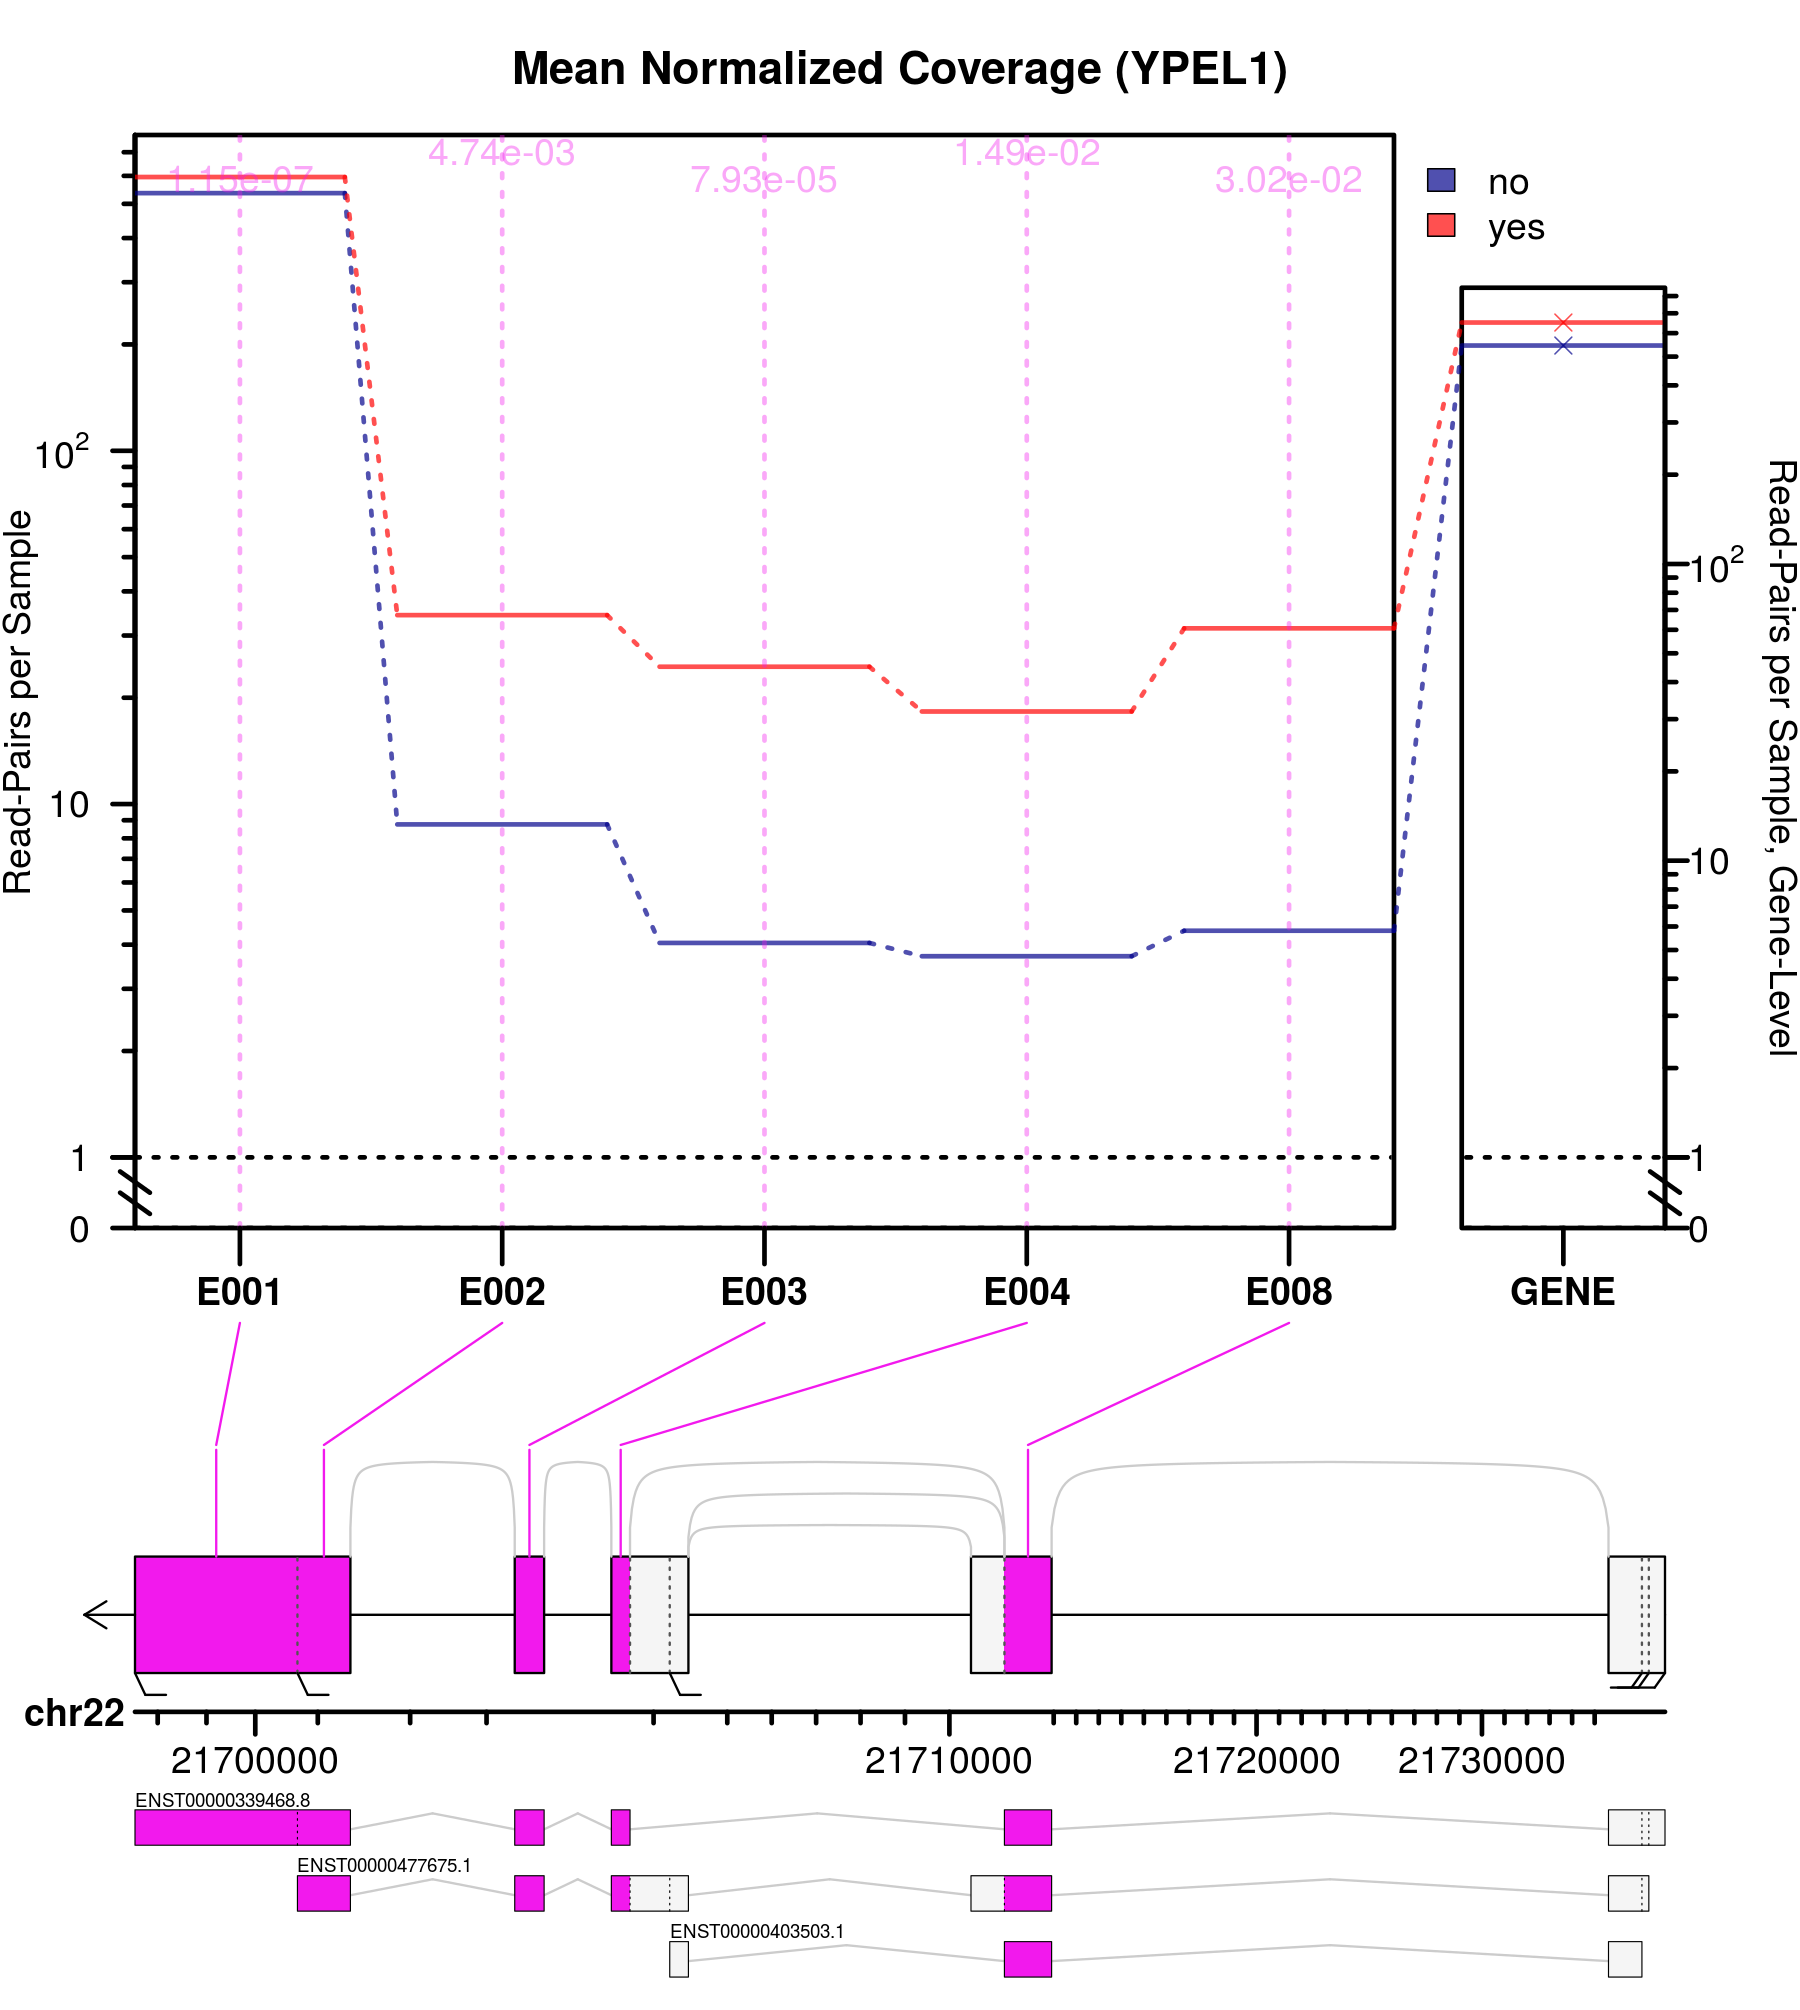 Mean Normalized Coverage (YPEL1)
4.74e-03
1.49e-02
1.15e-07
7.93e-05
3.02e-02
no
yes
10²
10
1
0
Read-Pairs per Sample
10²
10
1
0
Read-Pairs per Sample, Gene-Level
E001 E002 E003 E004 E008 GENE
chr22
21700000 21710000 21720000 21730000
ENST00000339468.8
ENST00000477675.1
ENST00000403503.1